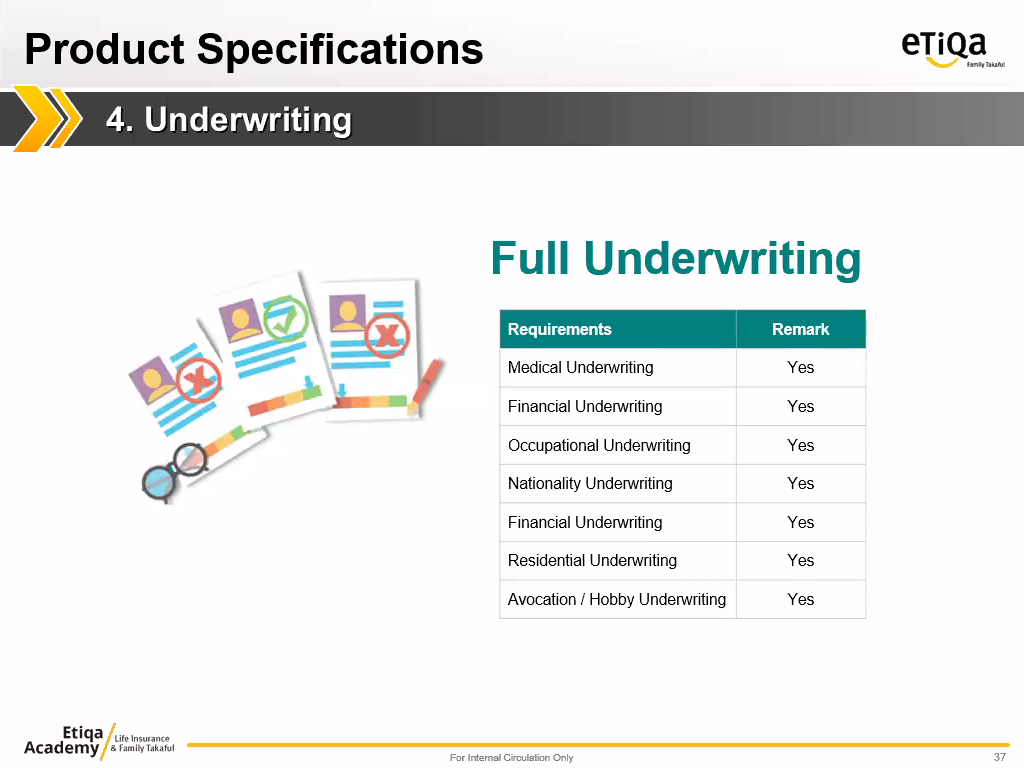 Product Specifications
eTiQa
Family Takaful
4. Underwriting
Full Underwriting
Requirements Remark
Medical Underwriting Yes
Financial Underwriting Yes
Occupational Underwriting Yes
Nationality Underwriting Yes
Financial Underwriting Yes
Residential Underwriting Yes
Avocation / Hobby Underwriting Yes
Etiqa
Academy
Life Insurance
& Family Takaful
For Internal Circulation Only
37